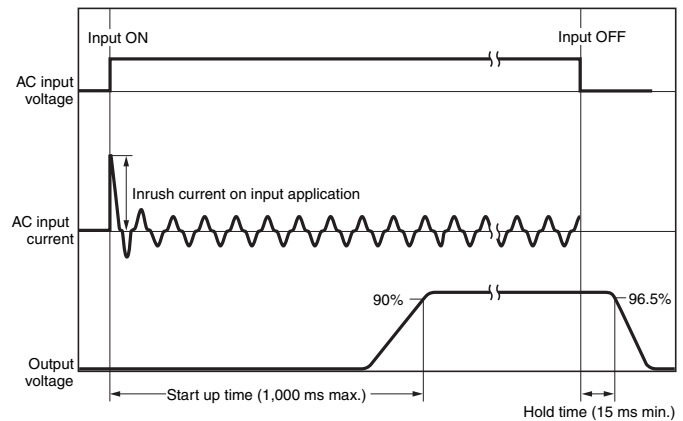 Input ON
Input OFF
AC input
voltage
Inrush current on input application
AC input
current
90%
96.5%
Output
voltage
Start up time (1,000 ms max.)
Hold time (15 ms min.)